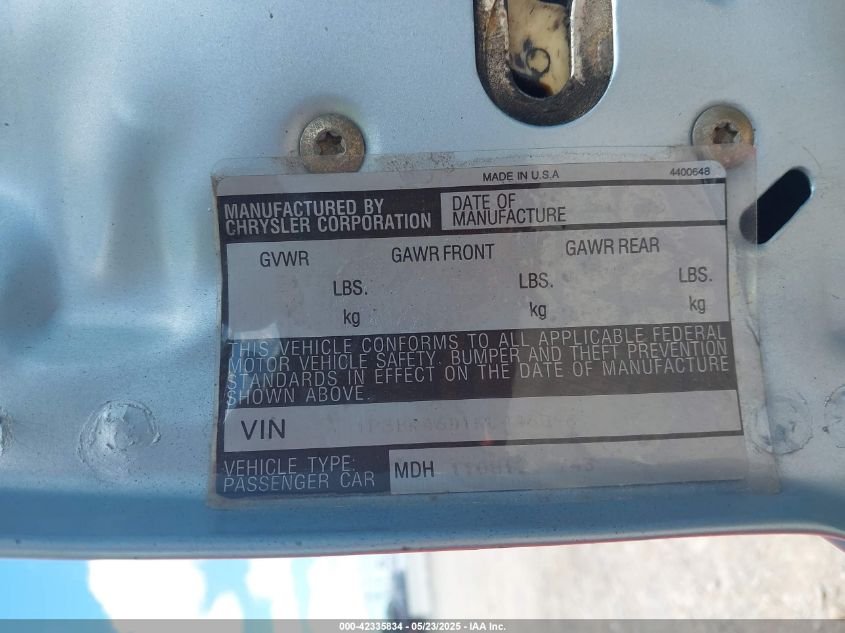 MADE IN U.S.A 4400548
MANUFACTURED BY
CHRYSLER CORPORATION
DATE OF
MANUFACTURE
GVWR GAWR FRONT GAWR REAR
LBS. LBS. LBS.
kg kg kg
THIS VEHICLE CONFORMS TO ALL APPLICABLE FEDERAL
MOTOR VEHICLE SAFETY, BUMPER AND THEFT PREVENTION
STANDARDS IN EFFECT ON THE DATE OF MANUFACTURE
SHOWN ABOVE.
VIN
VEHICLE TYPE:
PASSENGER CAR
MDH
000-42335834 - 05/23/2025 - IAA Inc.